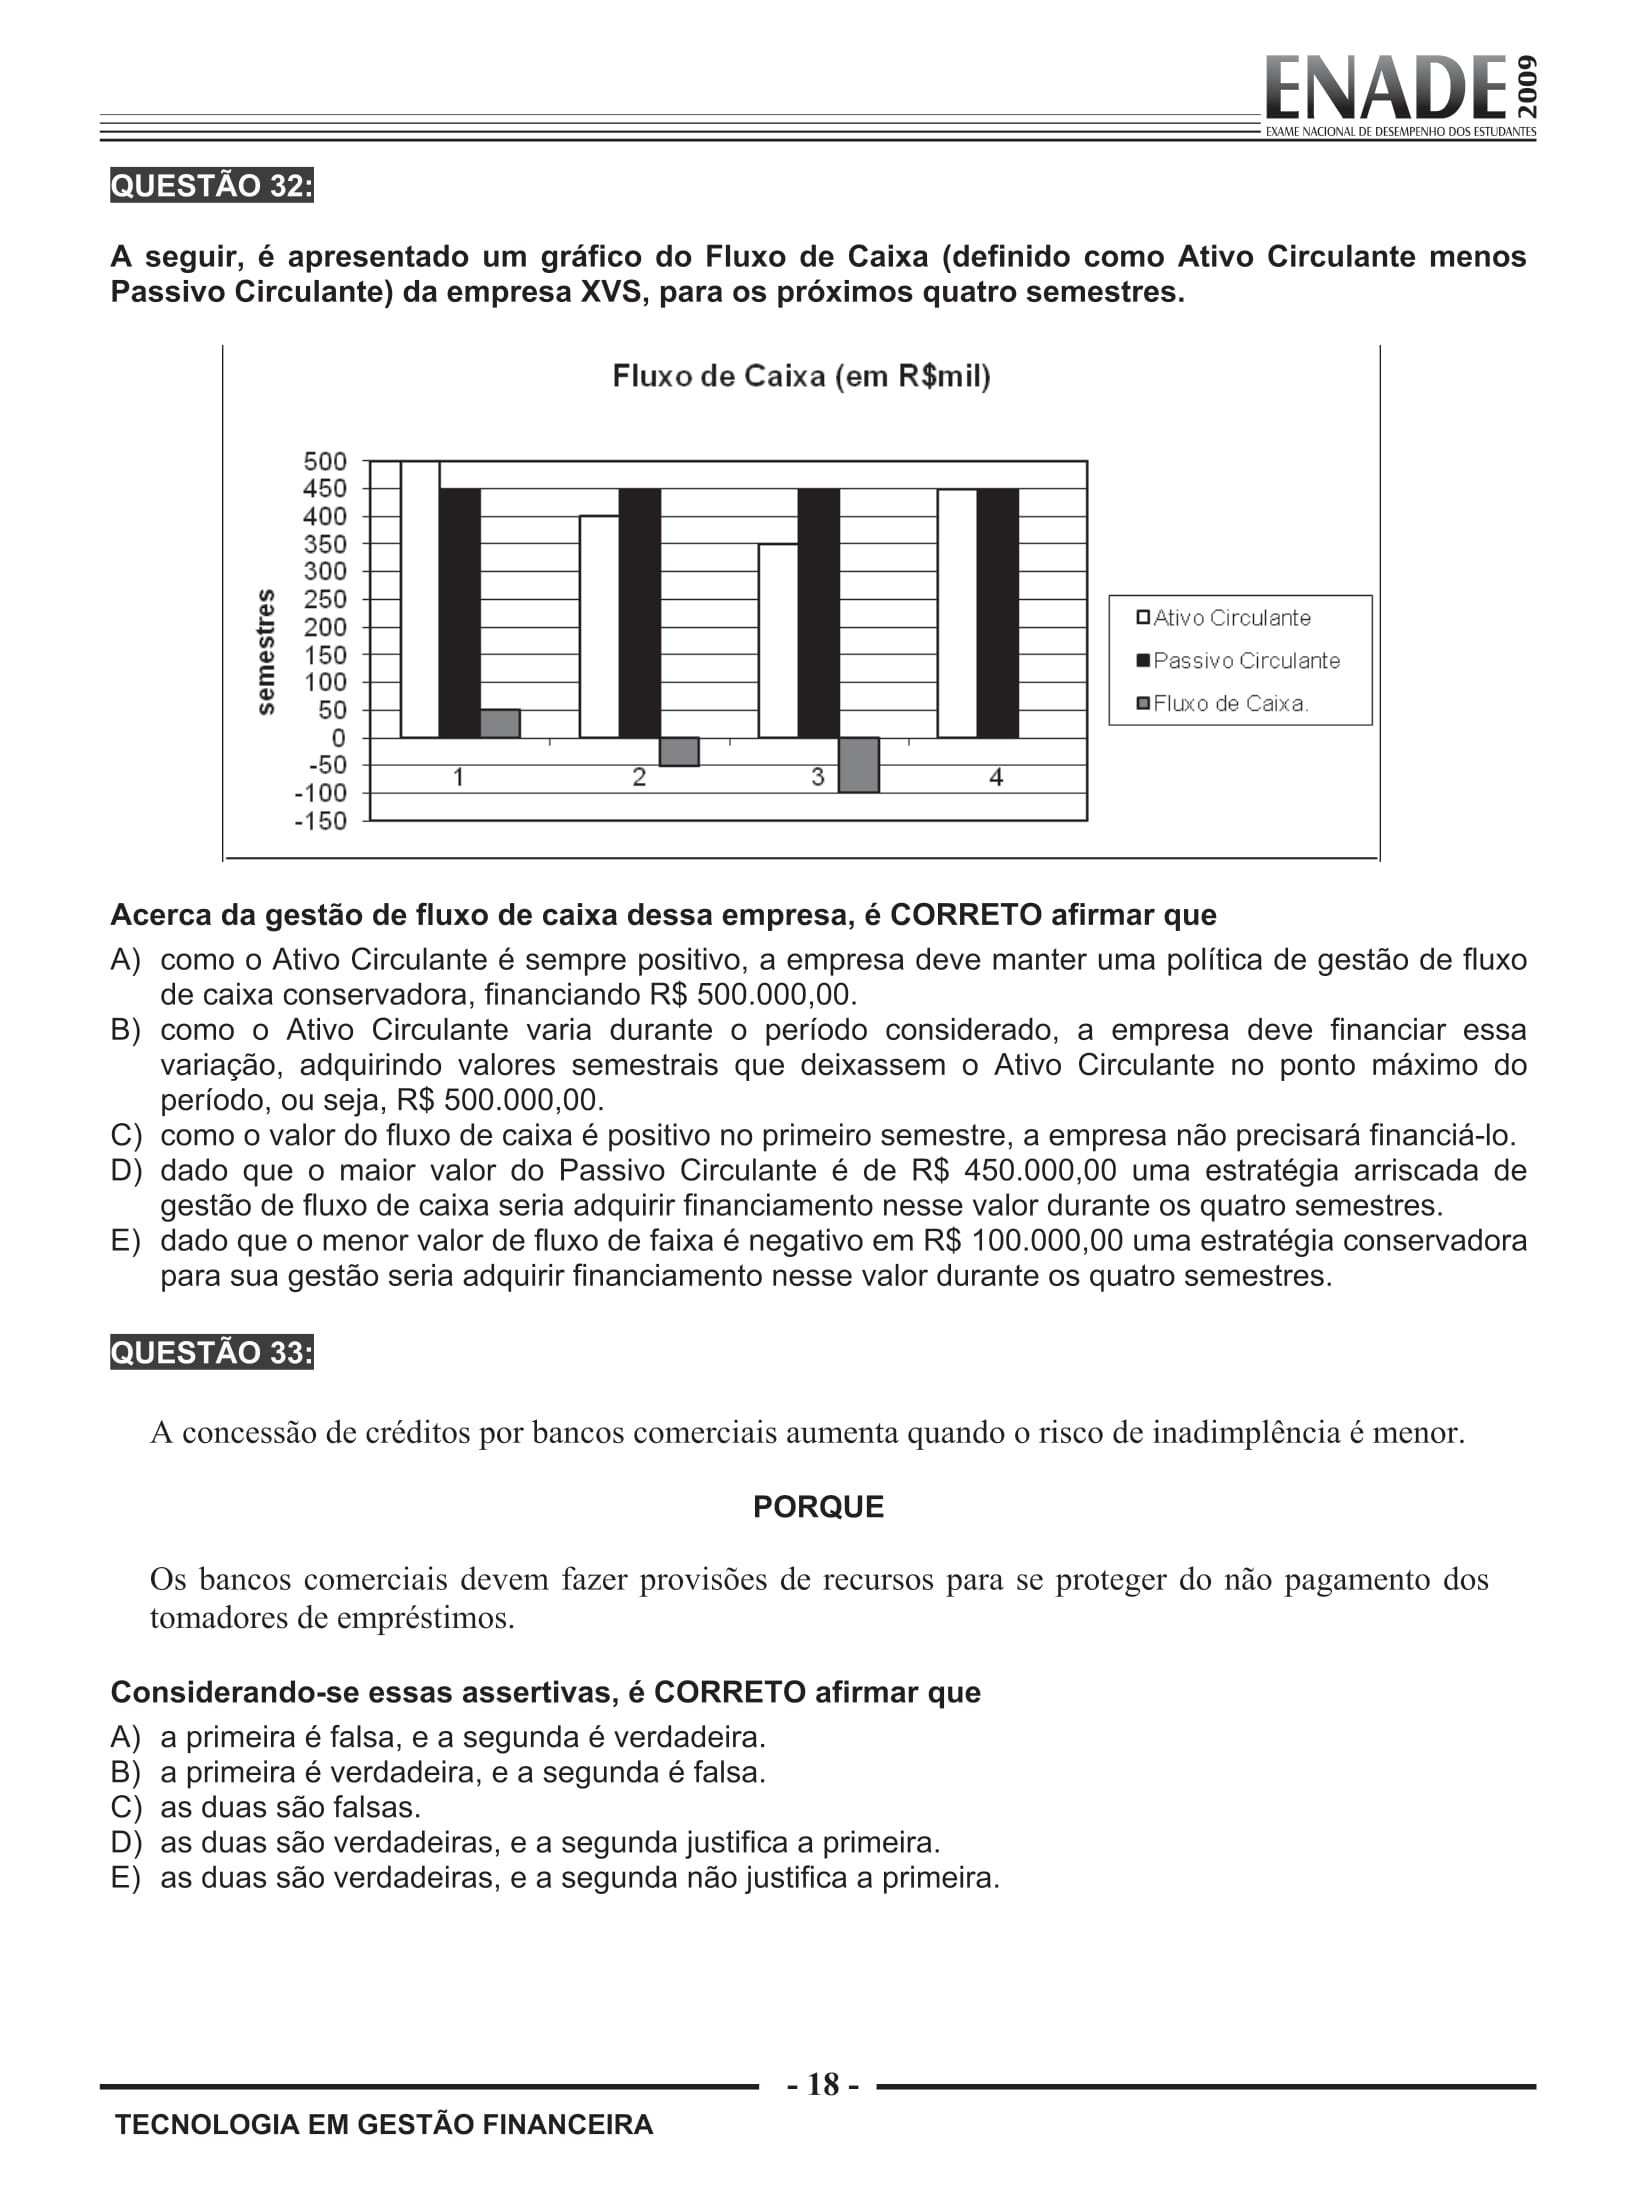 ENADE 2009
EXAME NACIONAL DE DESEMPENHO DOS ESTUDANTES
QUESTÃO 32:
A seguir, é apresentado um gráfico do Fluxo de Caixa (definido como Ativo Circulante menos
Passivo Circulante) da empresa XVS, para os próximos quatro semestres.
Fluxo de Caixa (em R$mil)
500
450
400
350
300
250
200
150
100
50
0
-50
-100
-150
semestres
1 2 3 4
Ativo Circulante
Passivo Circulante
Fluxo de Caixa.
Acerca da gestão de fluxo de caixa dessa empresa, é CORRETO afirmar que
A) como o Ativo Circulante é sempre positivo, a empresa deve manter uma política de gestão de fluxo
de caixa conservadora, financiando R$ 500.000,00.
B) como o Ativo Circulante varia durante o período considerado, a empresa deve financiar essa
variação, adquirindo valores semestrais que deixassem o Ativo Circulante no ponto máximo do
período, ou seja, R$ 500.000,00.
C) como o valor do fluxo de caixa é positivo no primeiro semestre, a empresa não precisará financiá-lo.
D) dado que o maior valor do Passivo Circulante é de R$ 450.000,00 uma estratégia arriscada de
gestão de fluxo de caixa seria adquirir financiamento nesse valor durante os quatro semestres.
E) dado que o menor valor de fluxo de faixa é negativo em R$ 100.000,00 uma estratégia conservadora
para sua gestão seria adquirir financiamento nesse valor durante os quatro semestres.
QUESTÃO 33:
A concessão de créditos por bancos comerciais aumenta quando o risco de inadimplência é menor.
PORQUE
Os bancos comerciais devem fazer provisões de recursos para se proteger do não pagamento dos
tomadores de empréstimos.
Considerando-se essas assertivas, é CORRETO afirmar que
A) a primeira é falsa, e a segunda é verdadeira.
B) a primeira é verdadeira, e a segunda é falsa.
C) as duas são falsas.
D) as duas são verdadeiras, e a segunda justifica a primeira.
E) as duas são verdadeiras, e a segunda não justifica a primeira.
- 18 -
TECNOLOGIA EM GESTÃO FINANCEIRA